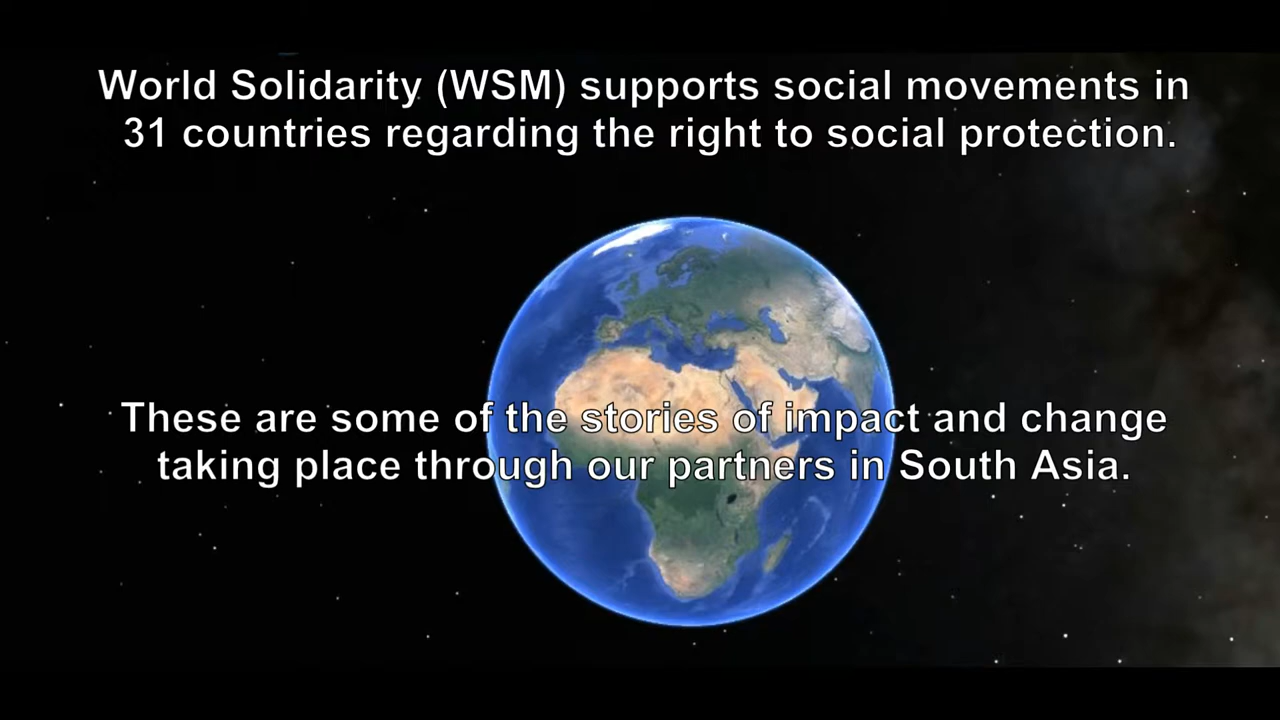 World Solidarity (WSM) supports social movements in
31 countries regarding the right to social protection.
These are some of the stories of impact and change
taking place through our partners in South Asia.